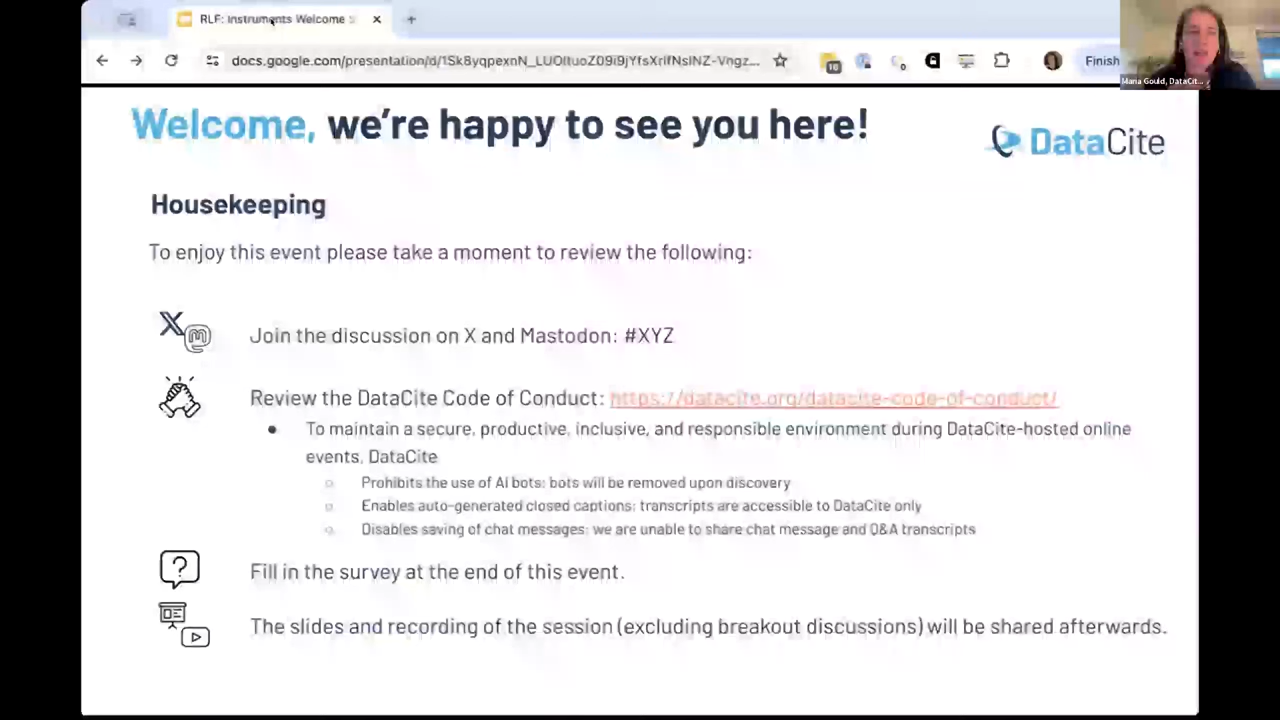 RLF: Instruments Welcome
docs.google.com/presentation/d/
Finish
Maria Gould, DataCit...
Welcome, we're happy to see you here!
DataCite
Housekeeping
To enjoy this event please take a moment to review the following:
Join the discussion on X and Mastodon: #XYZ
Review the DataCite Code of Conduct: https://datacite.org/datacite-code-of-conduct/
To maintain a secure, productive, inclusive, and responsible environment during DataCite-hosted online
events, DataCite
Prohibits the use of AI bots: bots will be removed upon discovery
Enables auto-generated closed captions: transcripts are accessible to DataCite only
Disables saving of chat messages: we are unable to share chat message and Q&A transcripts
Fill in the survey at the end of this event.
The slides and recording of the session (excluding breakout discussions) will be shared afterwards.